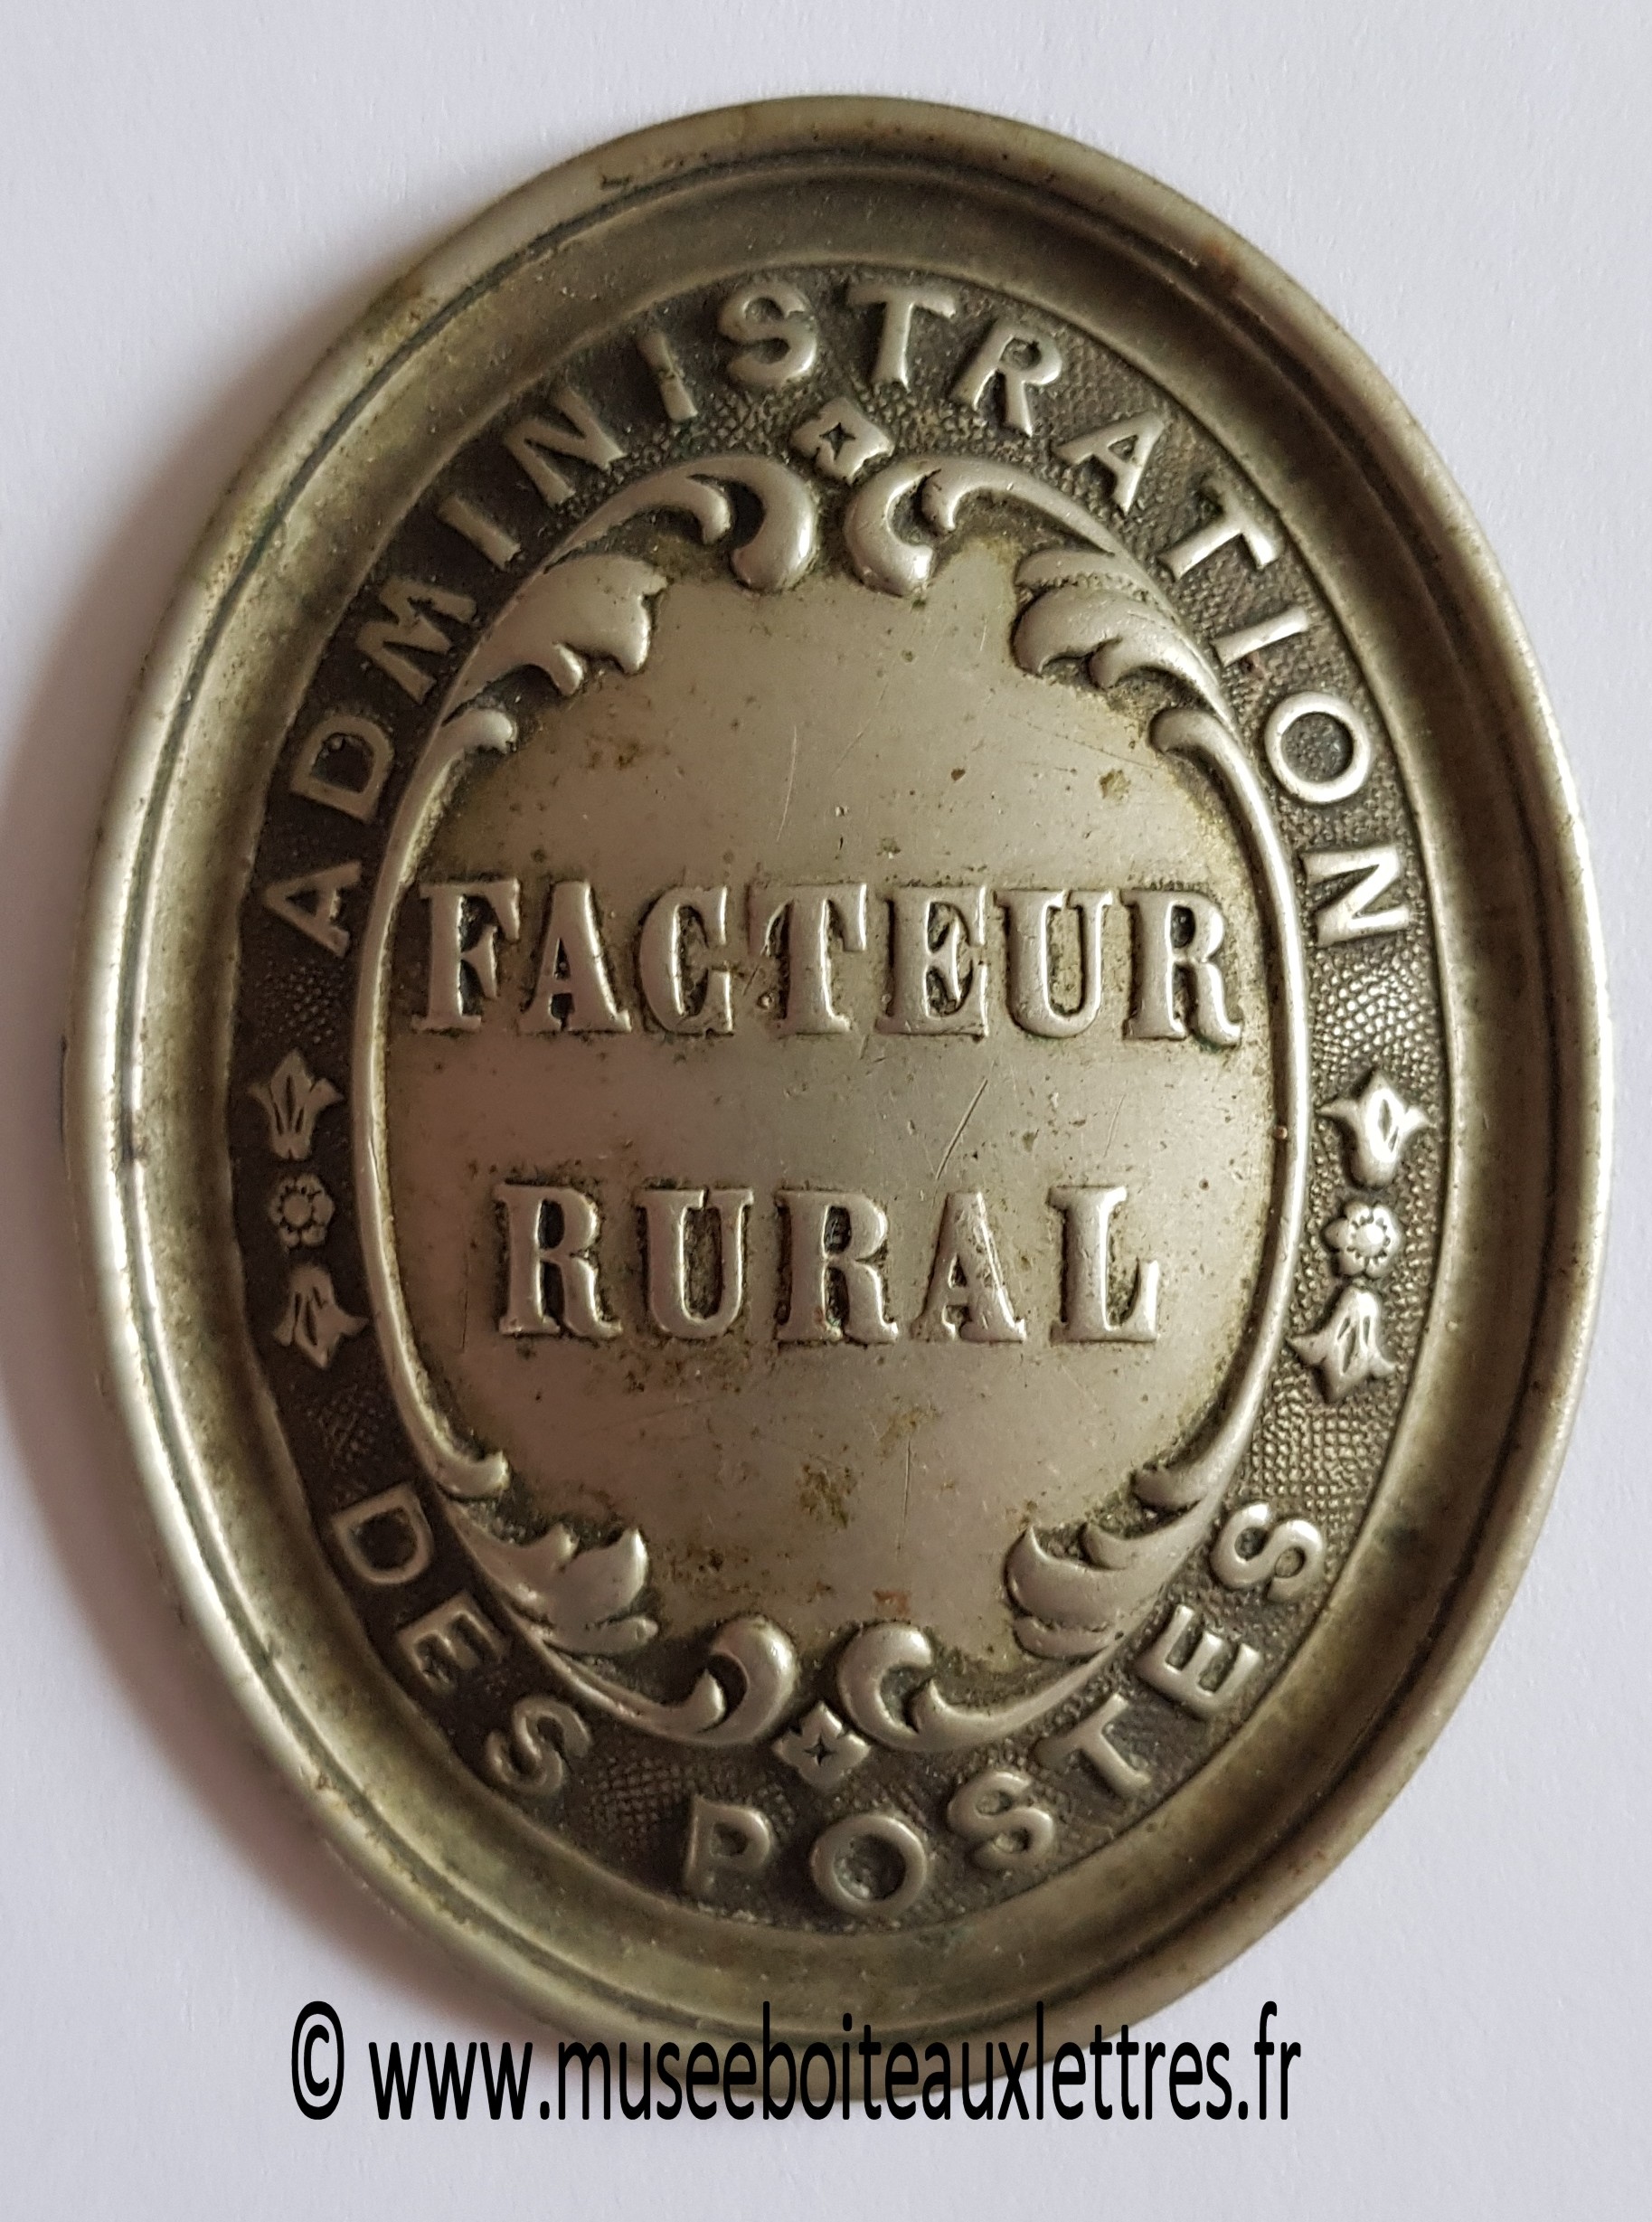 ADMINISTRATION
FACTEUR
RURAL
DES POSTES
© www.museeboiteauxlettres.fr